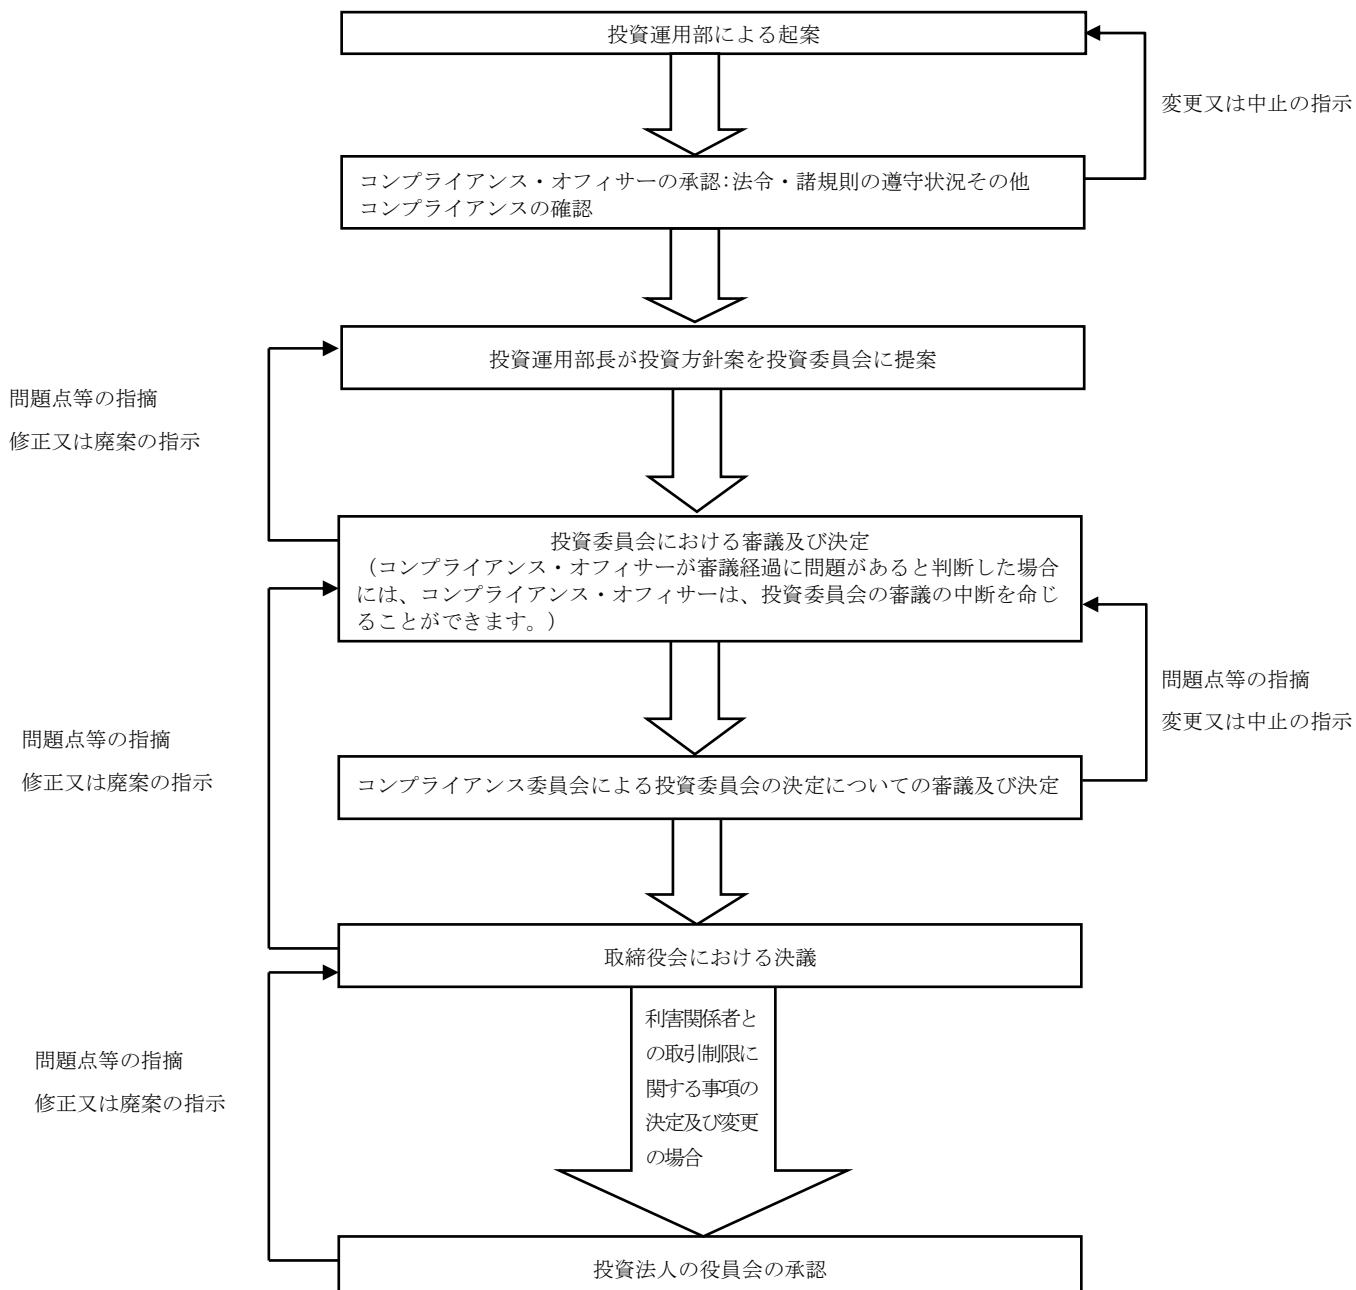 投資運用部による起案
変更又は中止の指示
コンプライアンス・オフィサーの承認:法令・諸規則の遵守状況その他
コンプライアンスの確認
投資運用部長が投資方針案を投資委員会に提案
問題点等の指摘
修正又は廃案の指示
投資委員会における審議及び決定
（コンプライアンス・オフィサーが審議経過に問題があると判断した場合
には、コンプライアンス・オフィサーは、投資委員会の審議の中断を命じ
ることができます。）
問題点等の指摘
変更又は中止の指示
問題点等の指摘
修正又は廃案の指示
コンプライアンス委員会による投資委員会の決定についての審議及び決定
取締役会における決議
利害関係者と
の取引制限に
関する事項の
決定及び変更
の場合
問題点等の指摘
修正又は廃案の指示
投資法人の役員会の承認